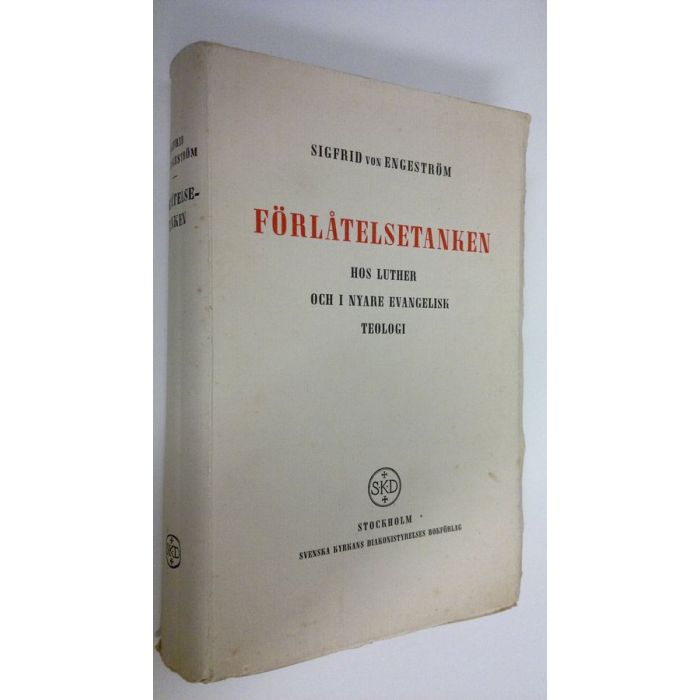 SIGFRID VON ENGESTRÖM
FÖRLÅTELSETANKEN
HOS LUTHER
OCH I NYARE EVANGELISK
TEOLOGI
SKD
STOCKHOLM
SVENSKA KYRKANS DIAKONISTYRELSES BOKFÖRLAG
SKD